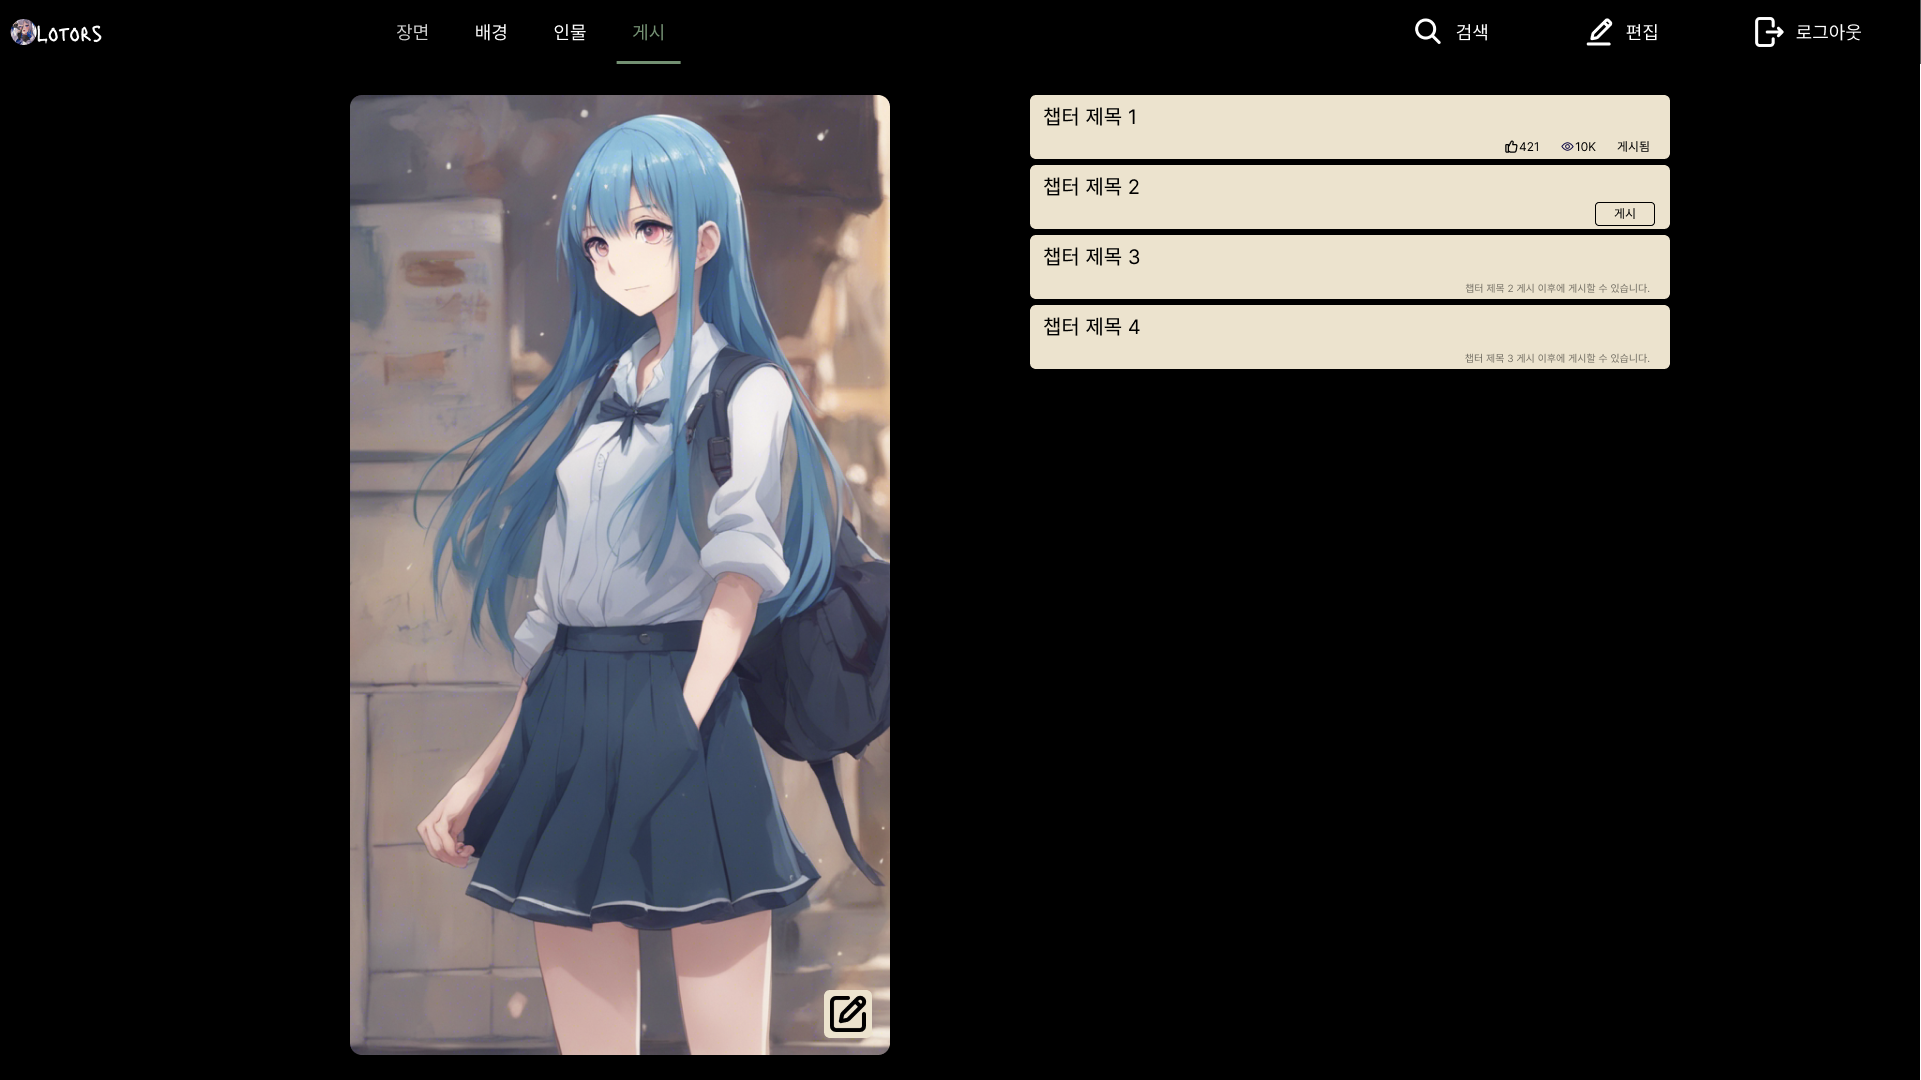 LOTORS
장면 배경 인물 게시
검색 편집 로그아웃
챕터 제목 1
421 10K 게시됨
챕터 제목 2
게시
챕터 제목 3
챕터 제목 2 게시 이후에 게시할 수 있습니다.
챕터 제목 4
챕터 제목 3 게시 이후에 게시할 수 있습니다.